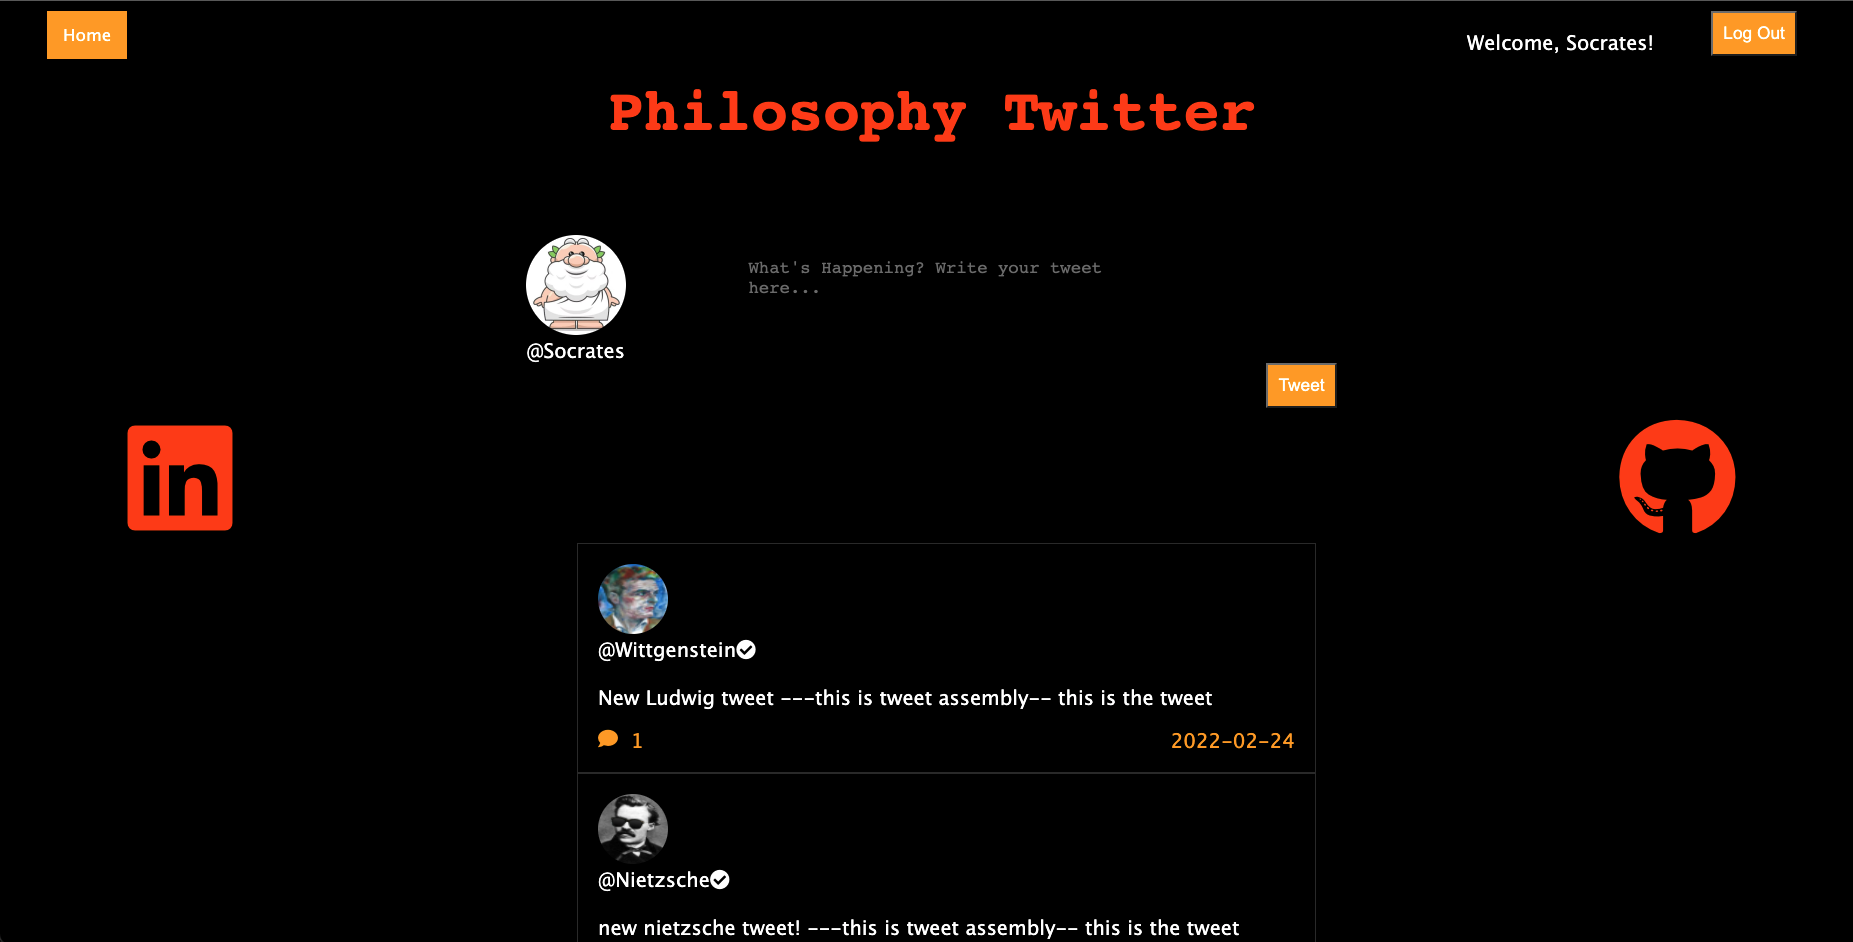 Home
Welcome, Socrates!
Log Out
Philosophy Twitter
What's Happening? Write your tweet
here...
@Socrates
Tweet
in
@Wittgenstein
New Ludwig tweet ---this is tweet assembly-- this is the tweet
1
2022-02-24
@Nietzsche
new nietzsche tweet! ---this is tweet assembly-- this is the tweet